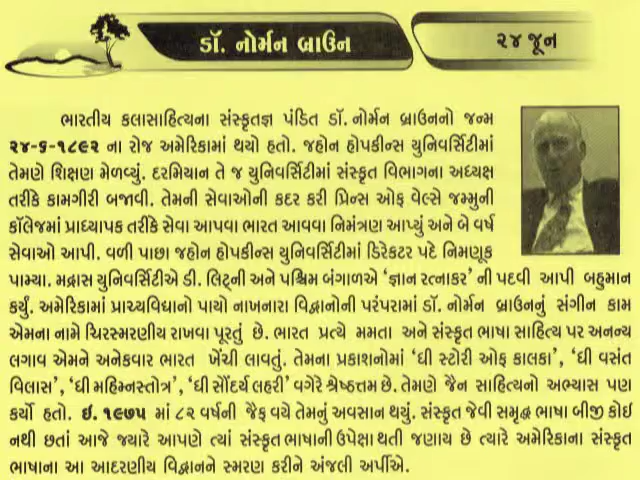 ડૉ. નોર્મન બ્રાઉન
૨૪ જૂન
ભારતીય કલાસાહિત્યના સંસ્કૃતજ્ઞ પંડિત ડૉ. નોર્મન બ્રાઉનનો જન્મ
૨૪-૬-૧૮૯૨ ના રોજ અમેરિકામાં થયો હતો. જહોન હોપકીન્સ યુનિવર્સિટીમાં
તેમણે શિક્ષણ મેળવ્યું. દરમિયાન તે જ યુનિવર્સિટીમાં સંસ્કૃત વિભાગના અધ્યક્ષ
તરીકે કામગીરી બજાવી. તેમની સેવાઓની કદર કરી પ્રિન્સ ઓફ વેલ્સે જમ્મુની
કૉલેજમાં પ્રાધ્યાપક તરીકે સેવા આપવા ભારત આવવા નિમંત્રણ આપ્યું અને બે વર્ષ
સેવાઓ આપી. વળી પાછા જહોન હોપકીન્સ યુનિવર્સિટીમાં ડિરેકટર પદે નિમણૂક
પામ્યા. મદ્રાસ યુનિવર્સિટીએ ડી. લિટ્ની અને પશ્ચિમ બંગાળએ ‘જ્ઞાન રત્નાકર’ ની પદવી આપી બહુમાન
કર્યું. અમેરિકામાં પ્રાચ્યવિદ્યાનો પાયો નાખનારા વિદ્વાનોની પરંપરામાં ડૉ. નોર્મન બ્રાઉનનું સંગીન કામ
એમના નામે ચિરસ્મરણીય રાખવા પૂરતું છે. ભારત પ્રત્યે મમતા અને સંસ્કૃત ભાષા સાહિત્ય પર અનન્ય
લગાવ એમને અનેકવાર ભારત ખેંચી લાવતું. તેમના પ્રકાશનોમાં ‘ધી સ્ટોરી ઓફ કાલકા’, ‘ધી વસંત
વિલાસ’, ‘ધી મહિમ્નસ્તોત્ર’, ‘ધી સૌંદર્ય લહરી’ વગેરે શ્રેષ્ઠત્તમ છે. તેમણે જૈન સાહિત્યનો અભ્યાસ પણ
કર્યો હતો. ઇ. ૧૯૭૫ માં ૮૨ વર્ષની જૈફ વયે તેમનું અવસાન થયું. સંસ્કૃત જેવી સમૃદ્ધ ભાષા બીજી કોઈ
નથી છતાં આજે જ્યારે આપણે ત્યાં સંસ્કૃત ભાષાની ઉપેક્ષા થતી જણાય છે ત્યારે અમેરિકાના સંસ્કૃત
ભાષાના આ આદરણીય વિદ્વાનને સ્મરણ કરીને અંજલી અર્પીએ.